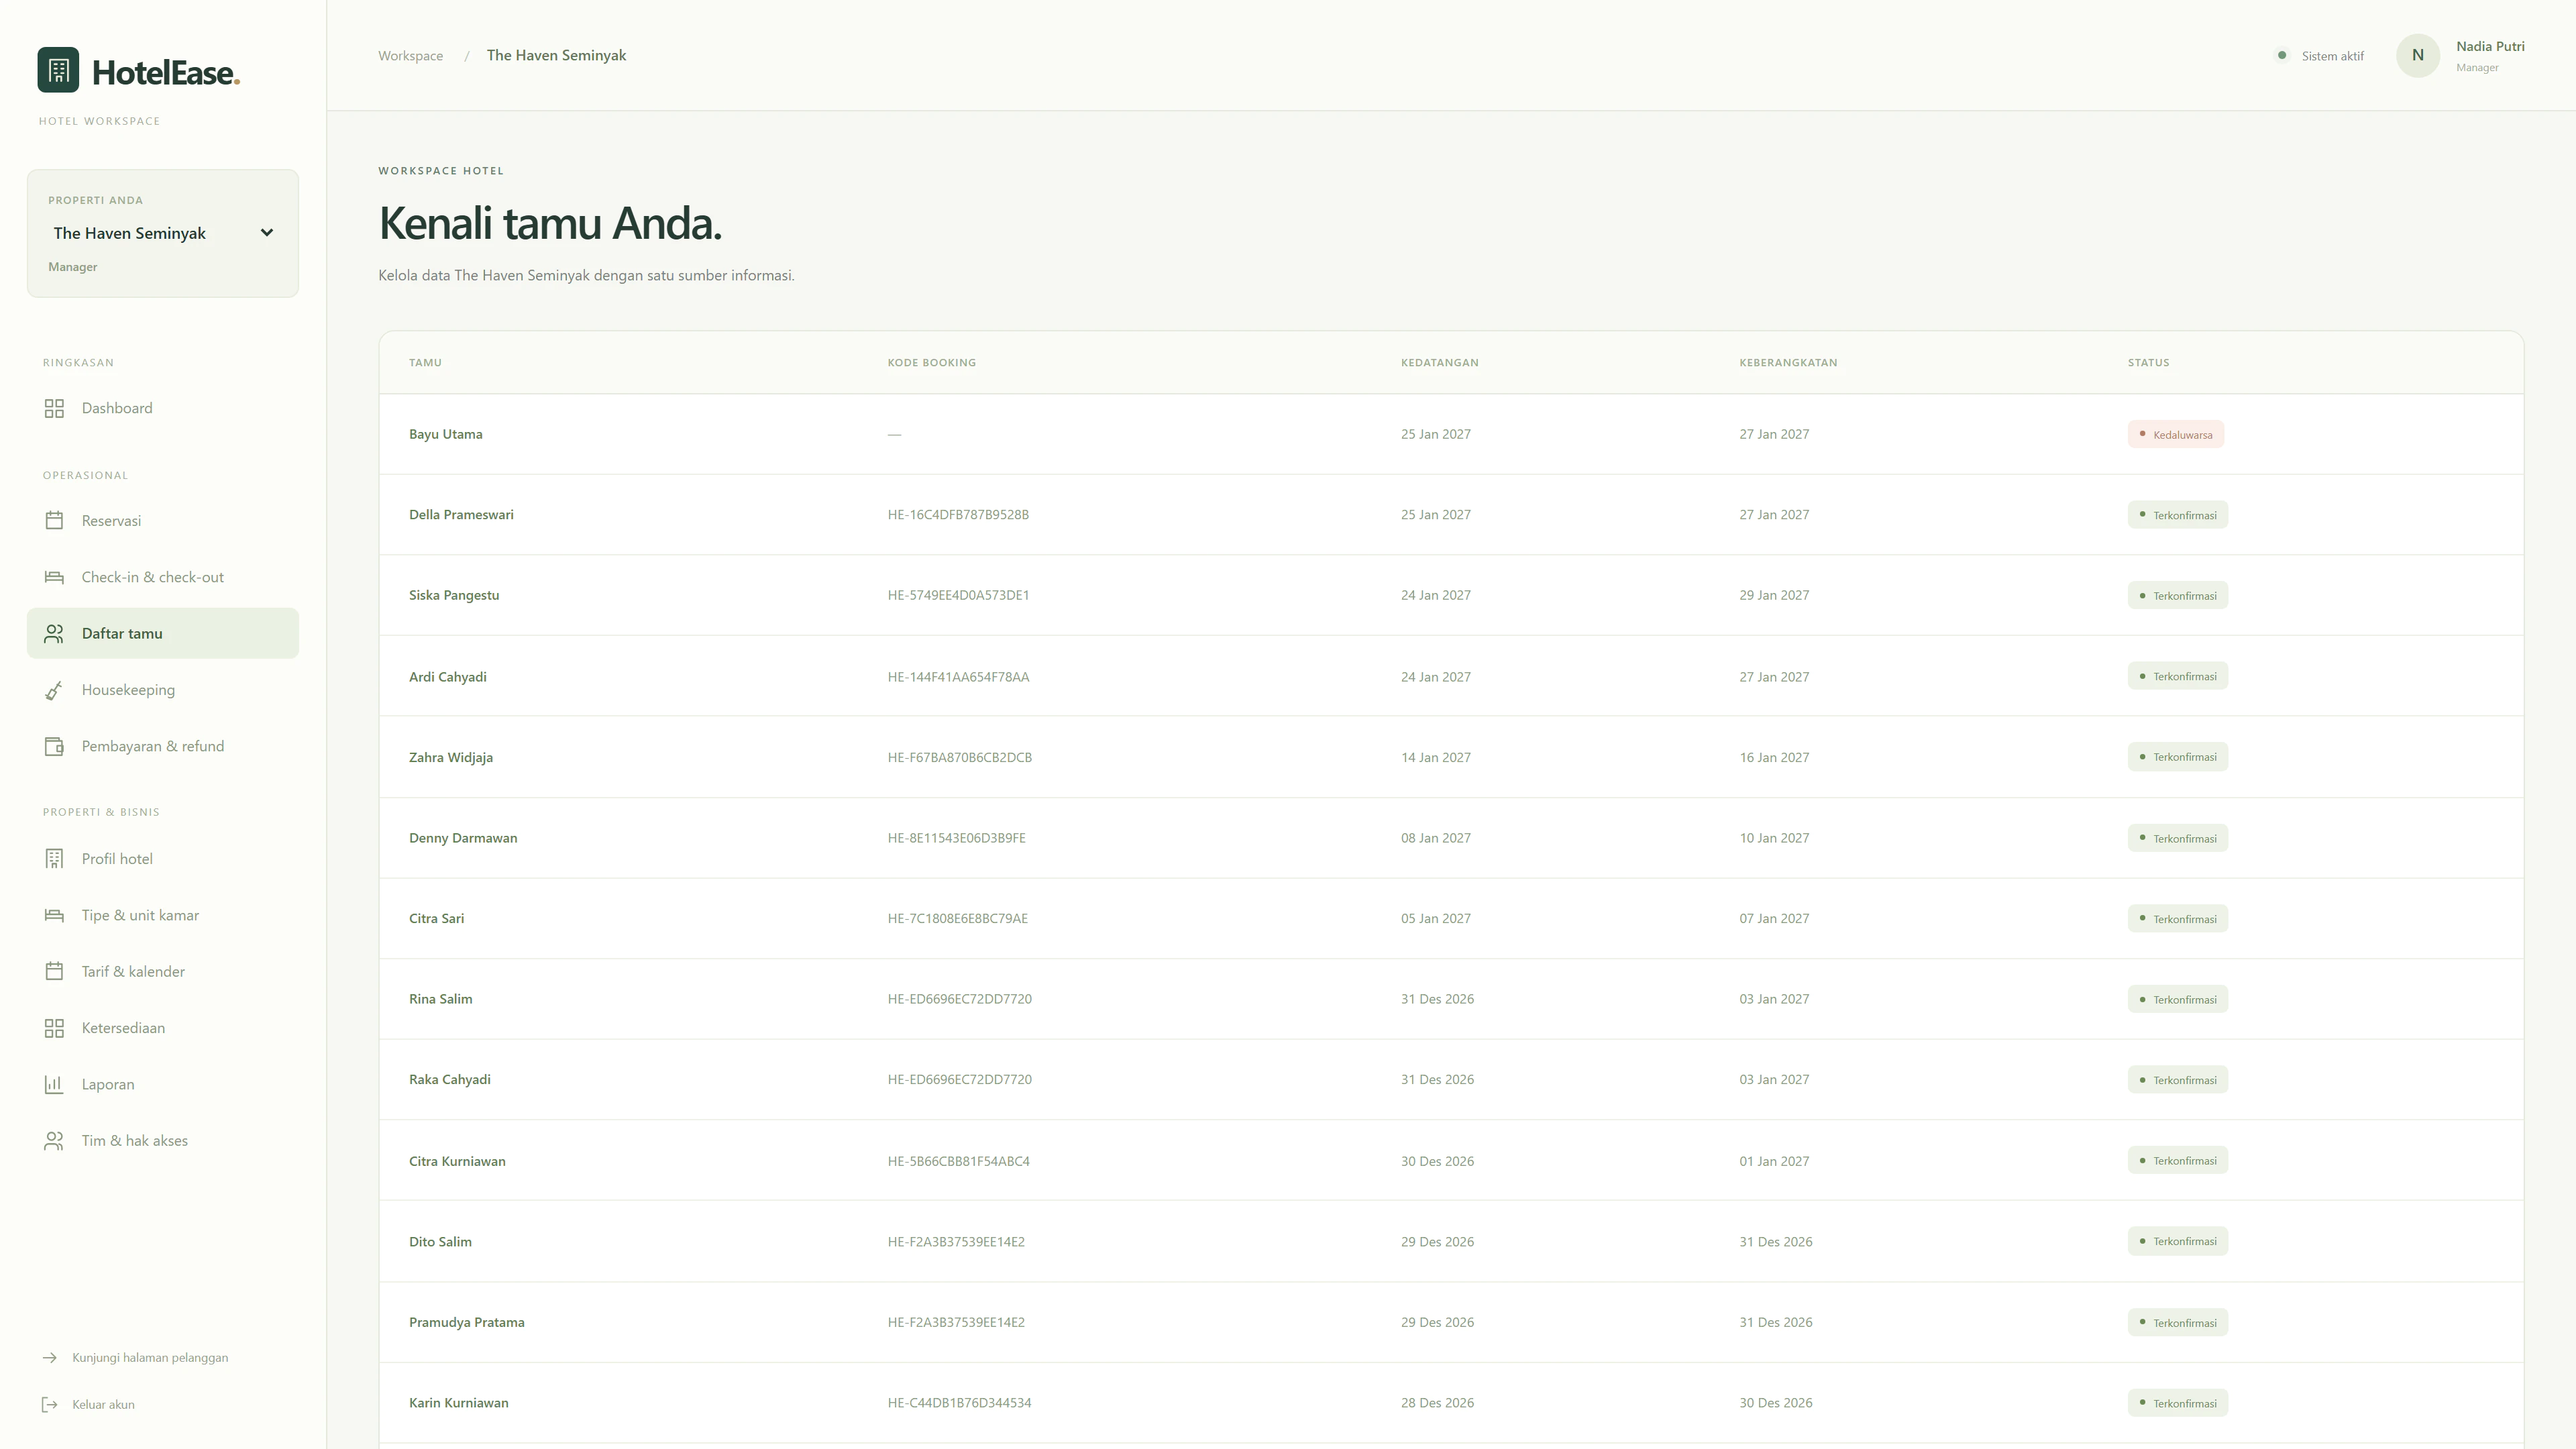 HotelEase.
HOTEL WORKSPACE
PROPERTI ANDA
The Haven Seminyak
Manager
RINGKASAN
Dashboard
OPERASIONAL
Reservasi
Check-in & check-out
Daftar tamu
Housekeeping
Pembayaran & refund
PROPERTI & BISNIS
Profil hotel
Tipe & unit kamar
Tarif & kalender
Ketersediaan
Laporan
Tim & hak akses
Kunjungi halaman pelanggan
Keluar akun
Workspace / The Haven Seminyak
Sistem aktif
N
Nadia Putri
Manager
WORKSPACE HOTEL
Kenali tamu Anda.
Kelola data The Haven Seminyak dengan satu sumber informasi.
TAMU KODE BOOKING KEDATANGAN KEBERANGKATAN STATUS
Bayu Utama — 25 Jan 2027 27 Jan 2027 Kedaluwarsa
Della Prameswari HE-16C4DFB787B9528B 25 Jan 2027 27 Jan 2027 Terkonfirmasi
Siska Pangestu HE-5749EE4D0A573DE1 24 Jan 2027 29 Jan 2027 Terkonfirmasi
Ardi Cahyadi HE-144F41AA654F78AA 24 Jan 2027 27 Jan 2027 Terkonfirmasi
Zahra Widjaja HE-F67BA870B6CB2DCB 14 Jan 2027 16 Jan 2027 Terkonfirmasi
Denny Darmawan HE-8E11543E06D3B9FE 08 Jan 2027 10 Jan 2027 Terkonfirmasi
Citra Sari HE-7C1808E6E8BC79AE 05 Jan 2027 07 Jan 2027 Terkonfirmasi
Rina Salim HE-ED6696EC72DD7720 31 Des 2026 03 Jan 2027 Terkonfirmasi
Raka Cahyadi HE-ED6696EC72DD7720 31 Des 2026 03 Jan 2027 Terkonfirmasi
Citra Kurniawan HE-5B66CBB81F54ABC4 30 Des 2026 01 Jan 2027 Terkonfirmasi
Dito Salim HE-F2A3B37539EE14E2 29 Des 2026 31 Des 2026 Terkonfirmasi
Pramudya Pratama HE-F2A3B37539EE14E2 29 Des 2026 31 Des 2026 Terkonfirmasi
Karin Kurniawan HE-C44DB1B76D344534 28 Des 2026 30 Des 2026 Terkonfirmasi